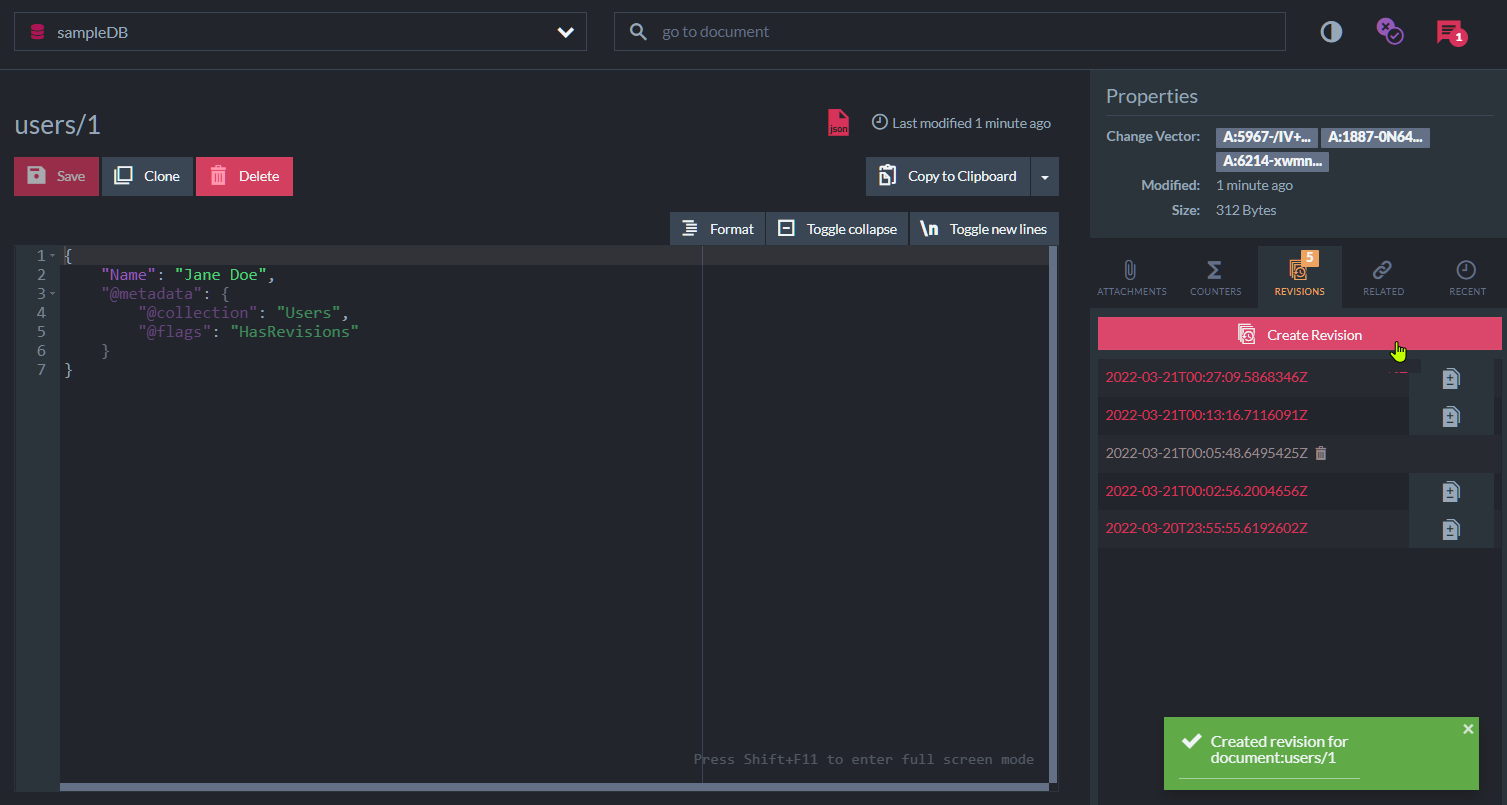 sampleDB
go to document
1
users/1
json
Last modified 1 minute ago
Save
Clone
Delete
Copy to Clipboard
Format
Toggle collapse
\n Toggle new lines
1 {
2 "Name": "Jane Doe",
3 "@metadata": {
4 "@collection": "Users",
5 "@flags": "HasRevisions"
6 }
7 }
Press Shift+F11 to enter full screen mode
Properties
Change Vector: A:5967-/IV+... A:1887-0N64...
A:6214-xwmn...
Modified: 1 minute ago
Size: 312 Bytes
5
ATTACHMENTS COUNTERS REVISIONS RELATED RECENT
Create Revision
2022-03-21T00:27:09.5868346Z
2022-03-21T00:13:16.7116091Z
2022-03-21T00:05:48.6495425Z
2022-03-21T00:02:56.2004656Z
2022-03-20T23:55:55.6192602Z
Created revision for
document:users/1